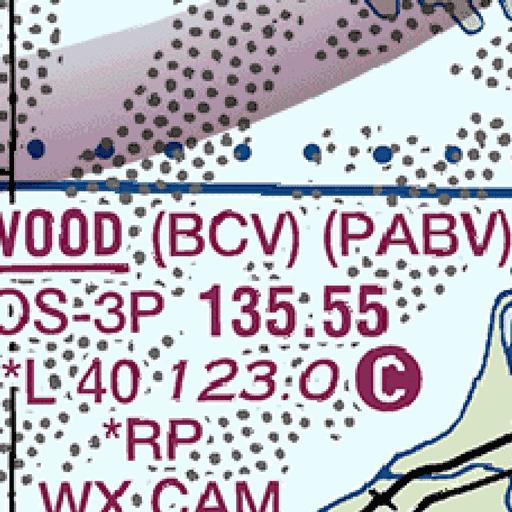 WOOD (BCV) (PABV)
OS-3P 135.55
*L 40 123.0 C
*RP
WX CAM